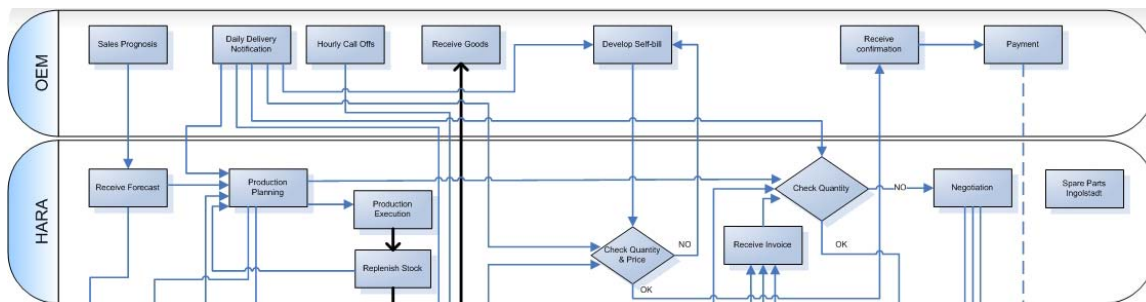 OEM
Sales Prognosis
Daily Delivery
Notification
Hourly Call Offs
Receive Goods
Develop Self-bill
Receive
confirmation
Payment
HARA
Receive Forecast
Production
Planning
Production
Execution
Replenish Stock
Check Quantity
& Price
NO
OK
Receive Invoice
Check Quantity
NO
OK
Negotiation
Spare Parts
Ingolstadt